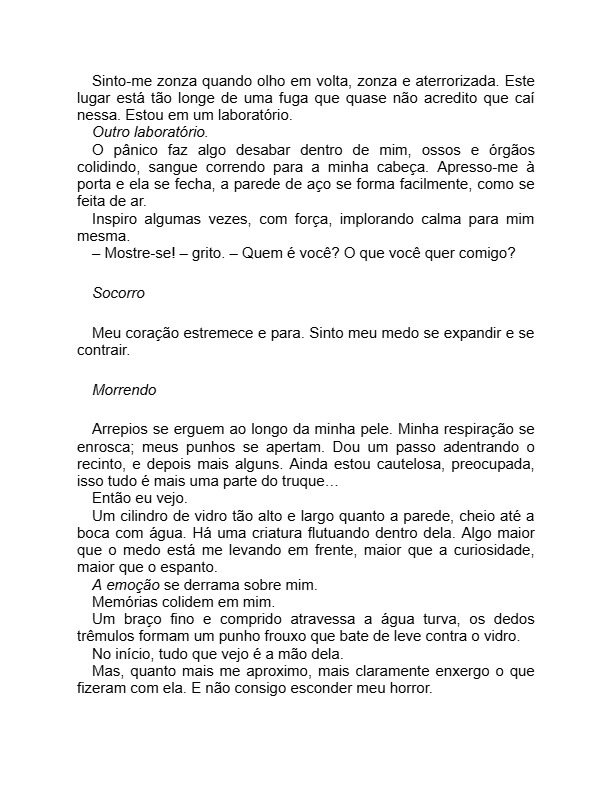 Sinto-me zonza quando olho em volta, zonza e aterrorizada. Este
lugar está tão longe de uma fuga que quase não acredito que caí
nessa. Estou em um laboratório.
Outro laboratório.
O pânico faz algo desabar dentro de mim, ossos e órgãos
colidindo, sangue correndo para a minha cabeça. Apresso-me à
porta e ela se fecha, a parede de aço se forma facilmente, como se
feita de ar.
Inspiro algumas vezes, com força, implorando calma para mim
mesma.
– Mostre-se! – grito. – Quem é você? O que você quer comigo?
Socorro
Meu coração estremece e para. Sinto meu medo se expandir e se
contrair.
Morrendo
Arrepios se erguem ao longo da minha pele. Minha respiração se
enrosca; meus punhos se apertam. Dou um passo adentrando o
recinto, e depois mais alguns. Ainda estou cautelosa, preocupada,
isso tudo é mais uma parte do truque…
Então eu vejo.
Um cilindro de vidro tão alto e largo quanto a parede, cheio até a
boca com água. Há uma criatura flutuando dentro dela. Algo maior
que o medo está me levando em frente, maior que a curiosidade,
maior que o espanto.
A emoção se derrama sobre mim.
Memórias colidem em mim.
Um braço fino e comprido atravessa a água turva, os dedos
trêmulos formam um punho frouxo que bate de leve contra o vidro.
No início, tudo que vejo é a mão dela.
Mas, quanto mais me aproximo, mais claramente enxergo o que
fizeram com ela. E não consigo esconder meu horror.